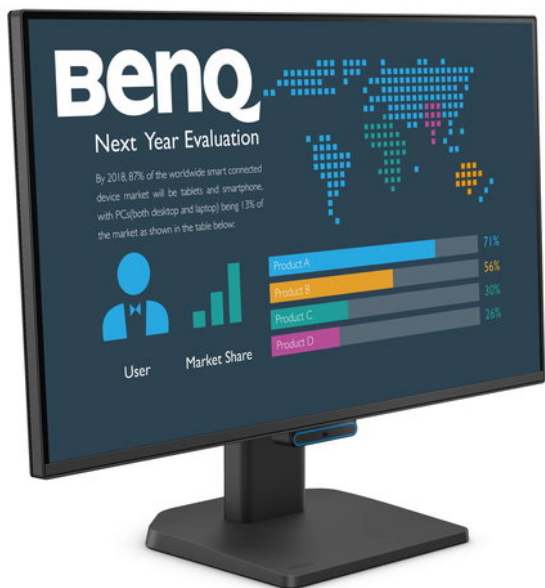 BenQ
Next Year Evaluation
By 2018, 87% of the worldwide smart connected
device market will be tablets and smartphone,
with PCs(both desktop and laptop) being 13% of
the market as shown in the table below:
Product A 71%
Product B 56%
Product C 30%
Product D 26%
User
Market Share